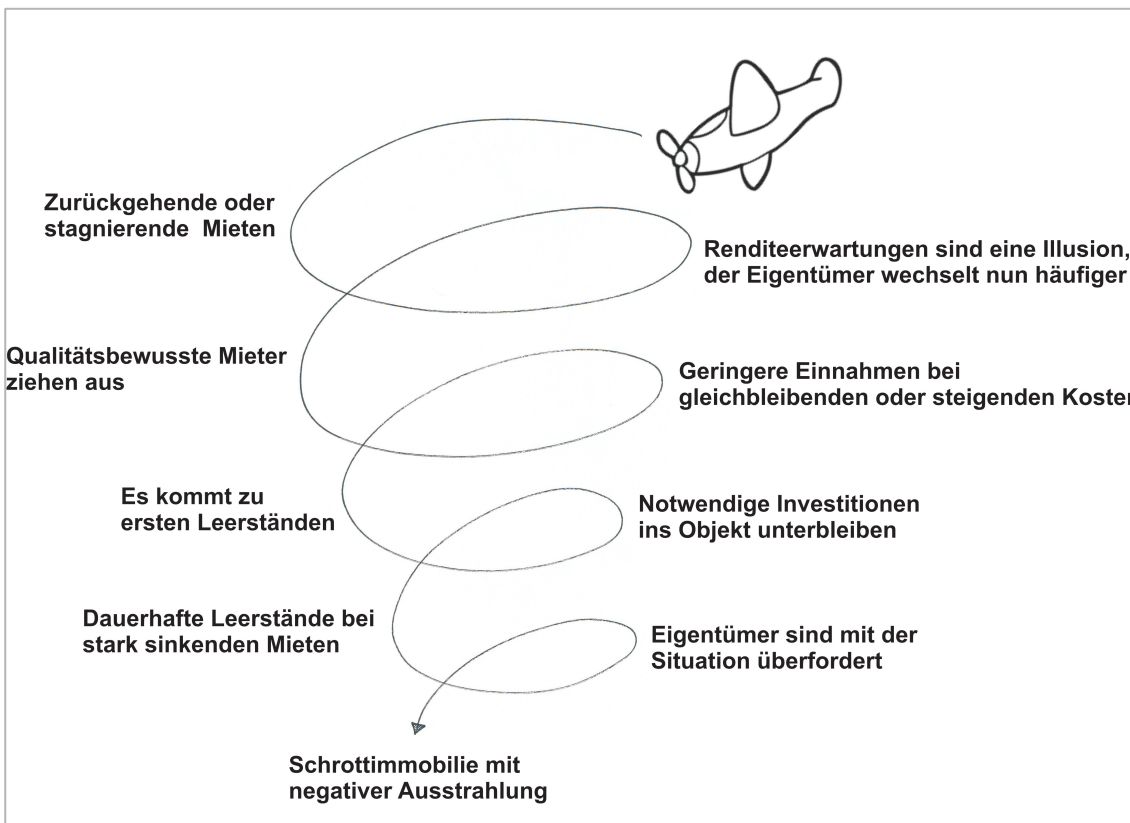 Zurückgehende oder
stagnierende Mieten
Renditeerwartungen sind eine Illusion,
der Eigentümer wechselt nun häufiger
Qualitätsbewusste Mieter
ziehen aus
Geringere Einnahmen bei
gleichbleibenden oder steigenden Koste
Es kommt zu
ersten Leerständen
Notwendige Investitionen
ins Objekt unterbleiben
Dauerhafte Leerstände bei
stark sinkenden Mieten
Eigentümer sind mit der
Situation überfordert
Schrottimmobilie mit
negativer Ausstrahlung